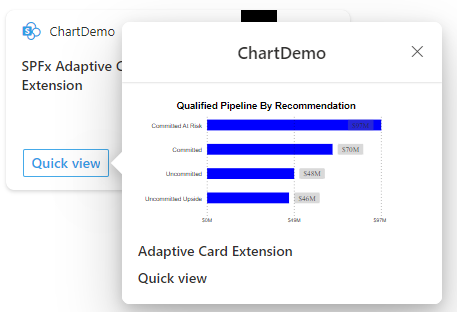 ChartDemo
SPFx Adaptive C
Extension
Quick view
ChartDemo
Qualified Pipeline By Recommendation
Committed At Risk
Committed $70M
Uncommitted $48M
Uncommitted Upside $46M
$0M $49M $97M
Adaptive Card Extension
Quick view